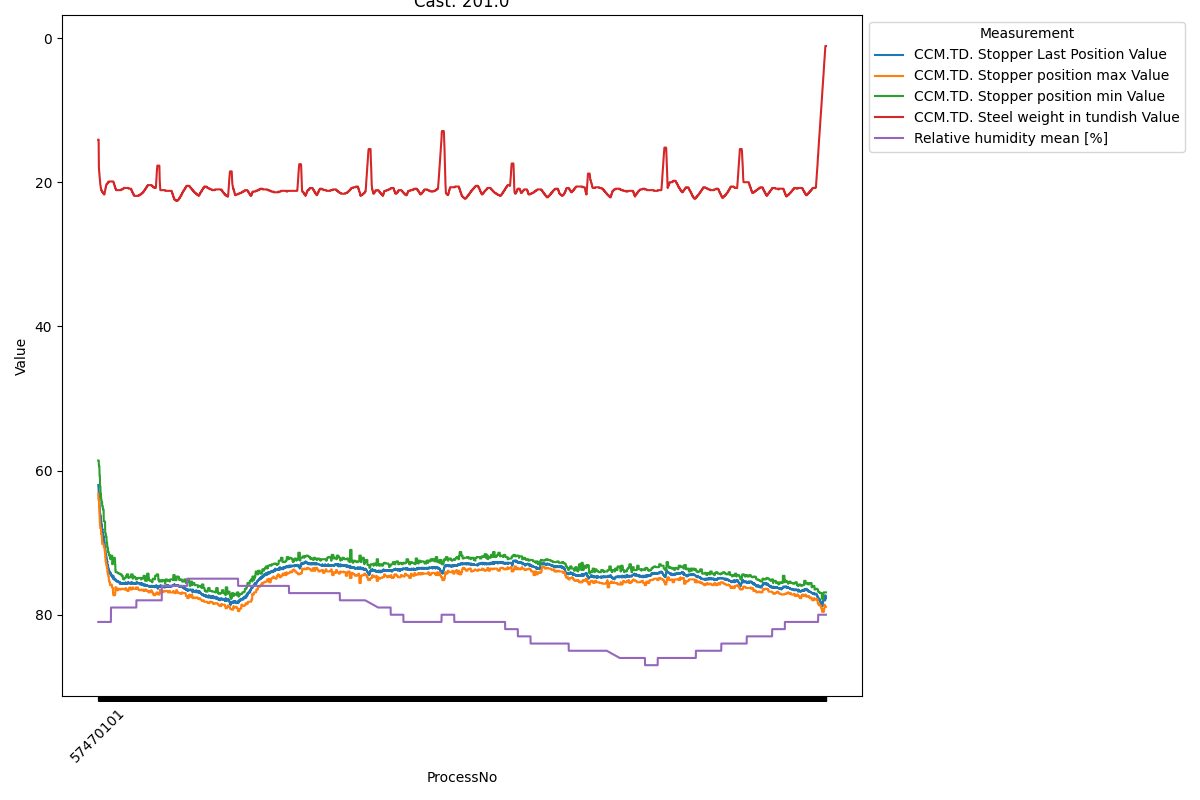 Cast: 201.0
0
20
40
60
80
Value
57470101
ProcessNo
Measurement
CCM.TD. Stopper Last Position Value
CCM.TD. Stopper position max Value
CCM.TD. Stopper position min Value
CCM.TD. Steel weight in tundish Value
Relative humidity mean [%]